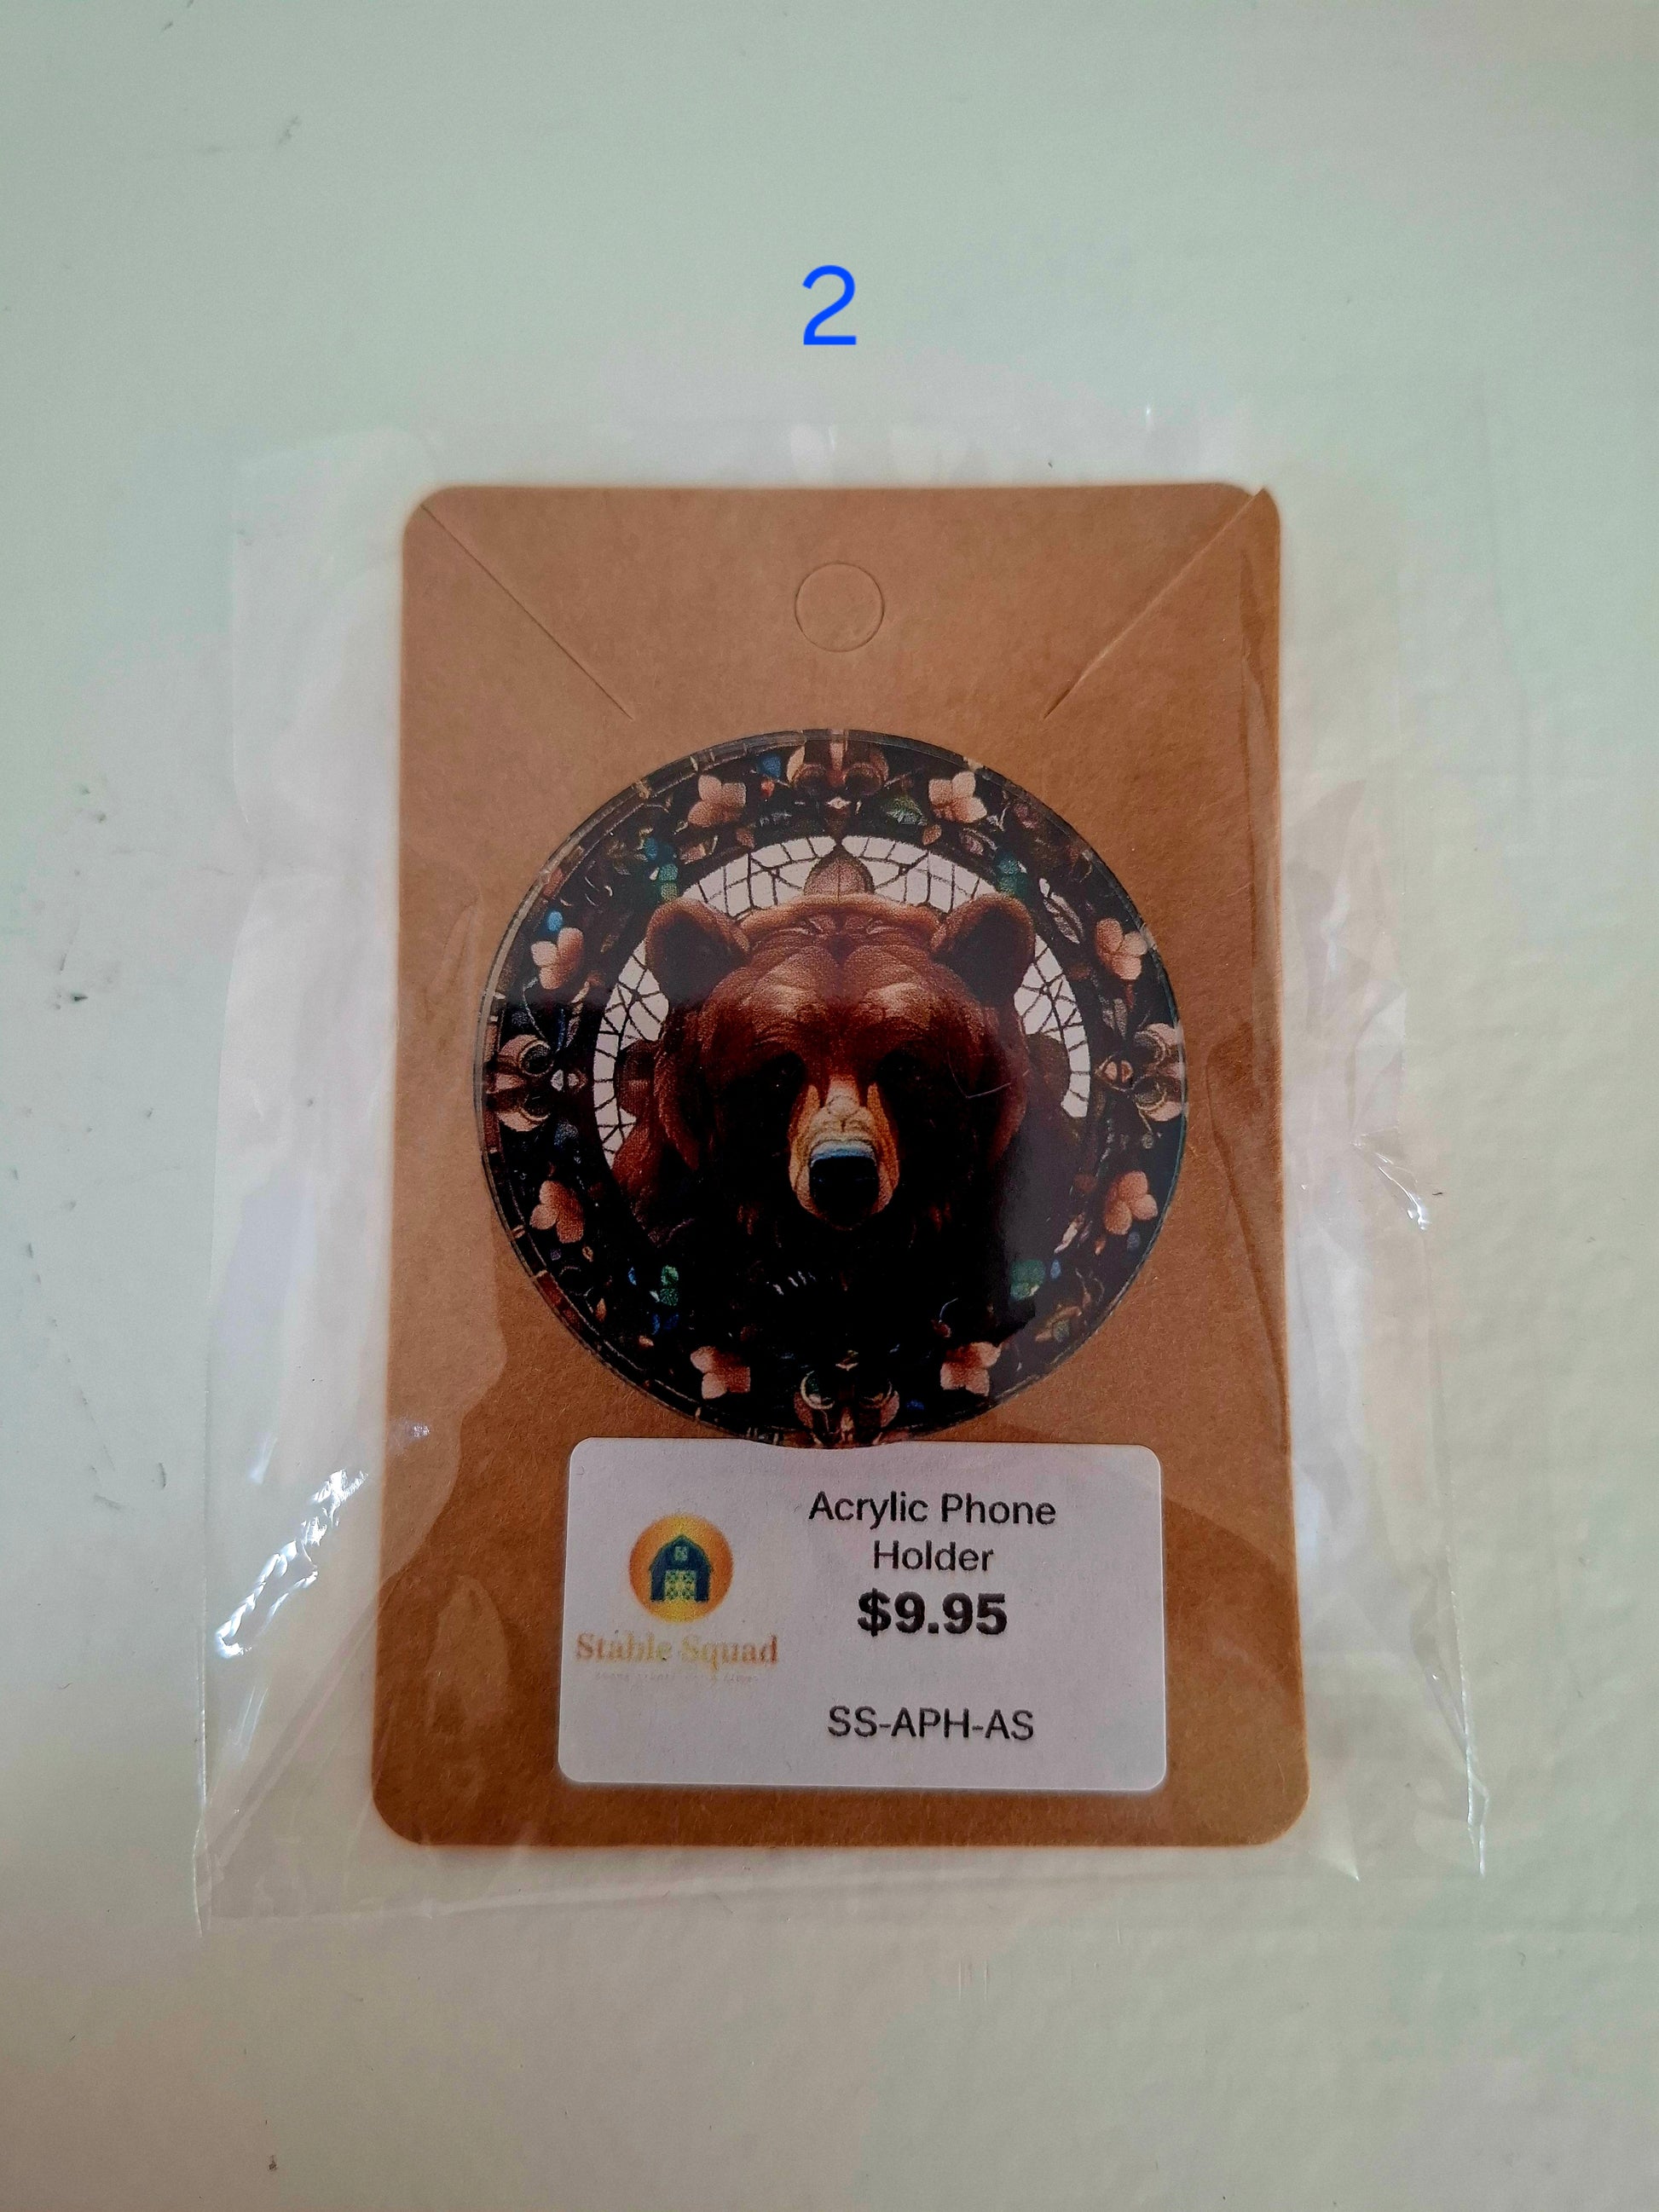 2
Acrylic Phone
Holder
$9.95
Stable Squad
SS-APH-AS